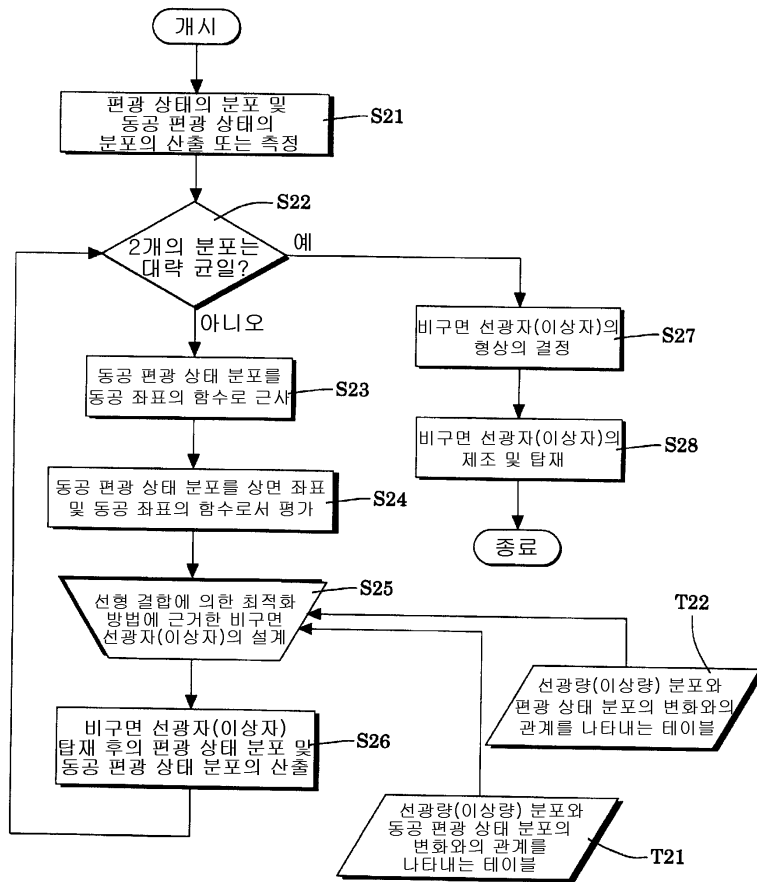 개시
편광 상태의 분포 및
동공 편광 상태의
분포의 산출 또는 측정
S21
S22
2개의 분포는
대략 균일?
예
아니오
동공 편광 상태 분포를
동공 좌표의 함수로 근사
S23
동공 편광 상태 분포를 상면 좌표
및 동공 좌표의 함수로서 평가
S24
선형 결합에 의한 최적화
방법에 근거한 비구면
선광자(이상자)의 설계
S25
비구면 선광자(이상자)
탑재 후의 편광 상태 분포 및
동공 편광 상태 분포의 산출
S26
비구면 선광자(이상자)의
형상의 결정
S27
비구면 선광자(이상자)의
제조 및 탑재
S28
종료
T22
선광량(이상량) 분포와
편광 상태 분포의 변화와의
관계를 나타내는 테이블
선광량(이상량) 분포와
동공 편광 상태 분포의
변화와의 관계를
나타내는 테이블
T21